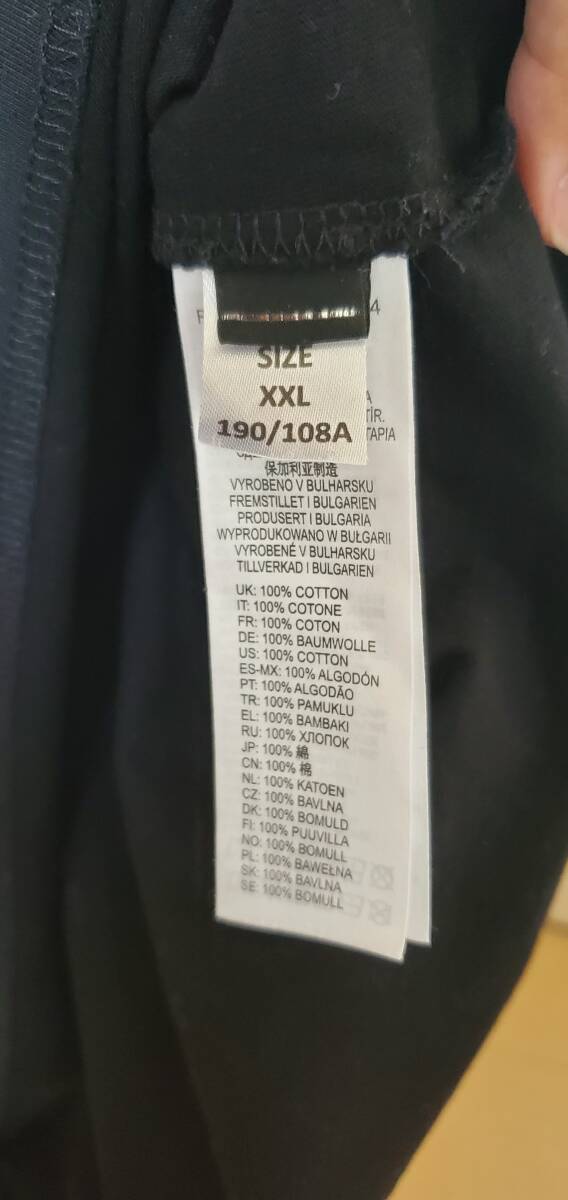 4
SIZE
XXL
190/108A
TİR.
保加利亚制造
VYROBENO V BULHARSKU
FREMSTILLET I BULGARIEN
PRODUSERT I BULGARIA
WYPRODUKOWANO W BUŁGARII
VYROBENÉ V BULHARSKU
TILLVERKAD I BULGARIEN
UK: 100% COTTON
IT: 100% COTONE
FR: 100% COTON
DE: 100% BAUMWOLLE
US: 100% COTTON
ES-MX: 100% ALGODÓN
PT: 100% ALGODÃO
TR: 100% PAMUKLU
EL: 100% BAMBAKI
RU: 100% ХЛОПОК
JP: 100% 綿
CN: 100% 棉
NL: 100% KATOEN
CZ: 100% BAVLNA
DK: 100% BOMULD
FI: 100% PUUVILLA
NO: 100% BOMULL
PL: 100% BAWEŁNA
SK: 100% BAVLNA
SE: 100% BOMULL